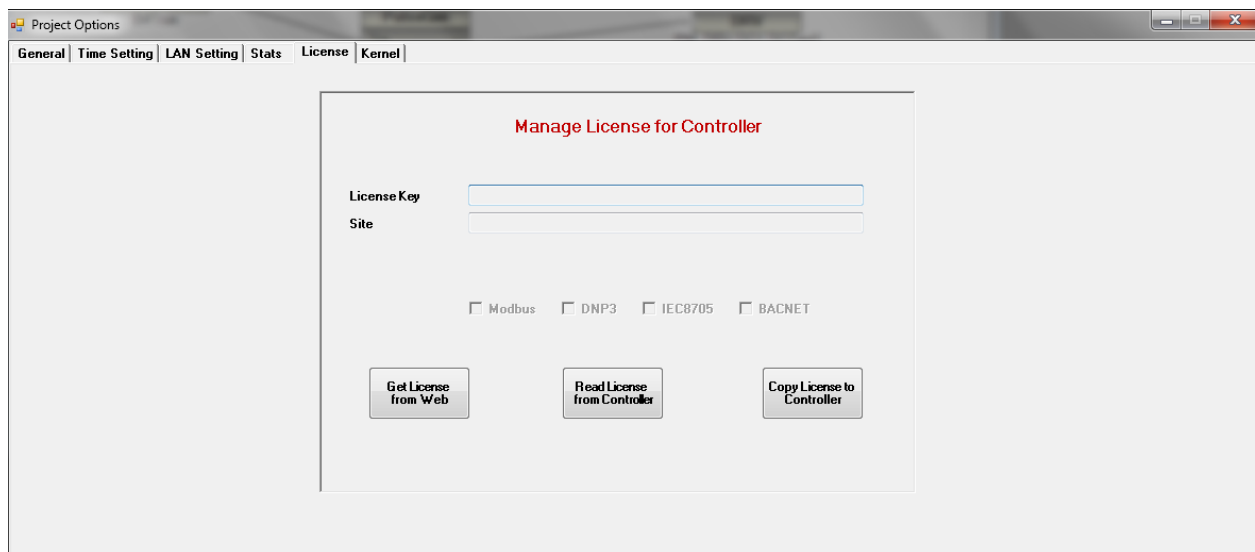 Project Options
General Time Setting LAN Setting Stats License Kernel
Manage License for Controller
License Key
Site
Modbus DNP3 IEC8705 BACNET
Get License
from Web
Read License
from Controller
Copy License to
Controller